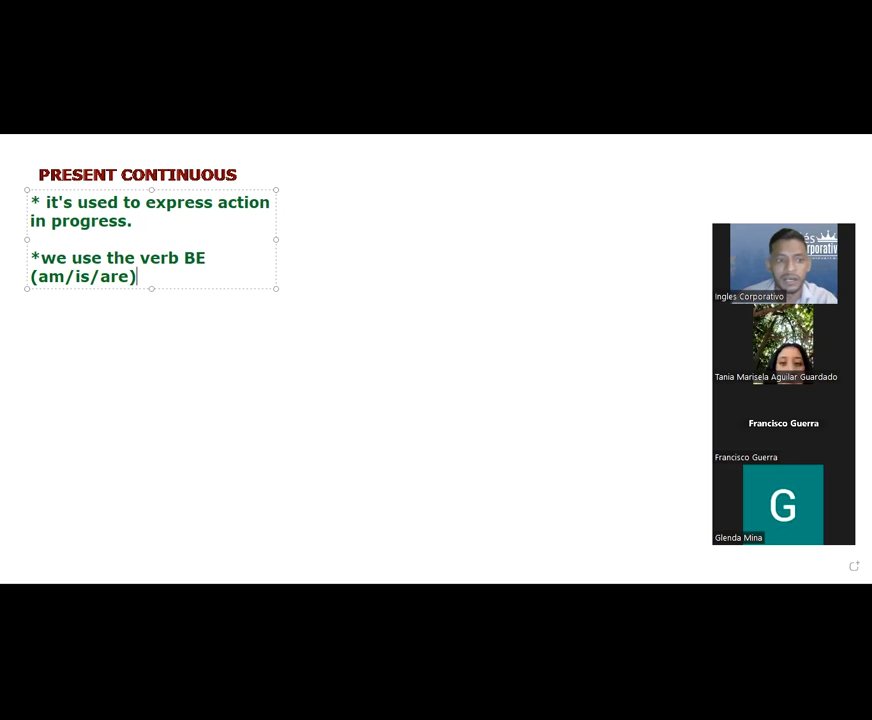 PRESENT CONTINUOUS
* it's used to express action
in progress.
*we use the verb BE
(am/is/are)
Ingles Corporativo
Tania Marisela Aguilar Guardado
Francisco Guerra
Francisco Guerra
G
Glenda Mina